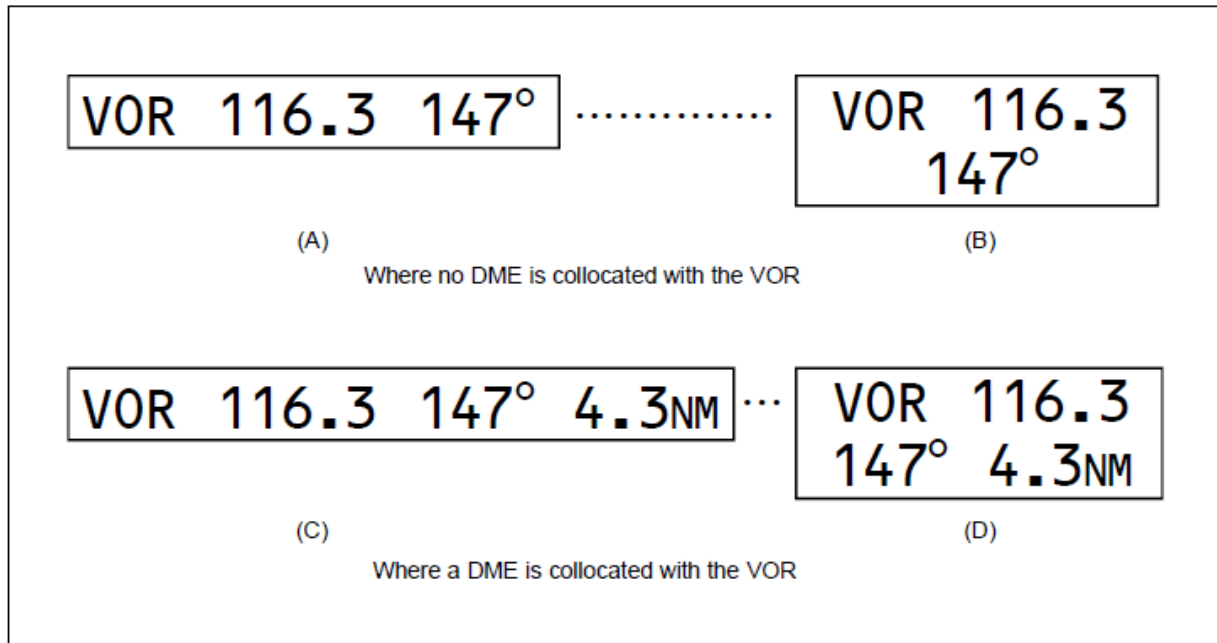 VOR 116.3 147° ..............
VOR 116.3
147°
(A)
(B)
Where no DME is collocated with the VOR
VOR 116.3 147° 4.3NM ...
VOR 116.3
147° 4.3NM
(C)
(D)
Where a DME is collocated with the VOR